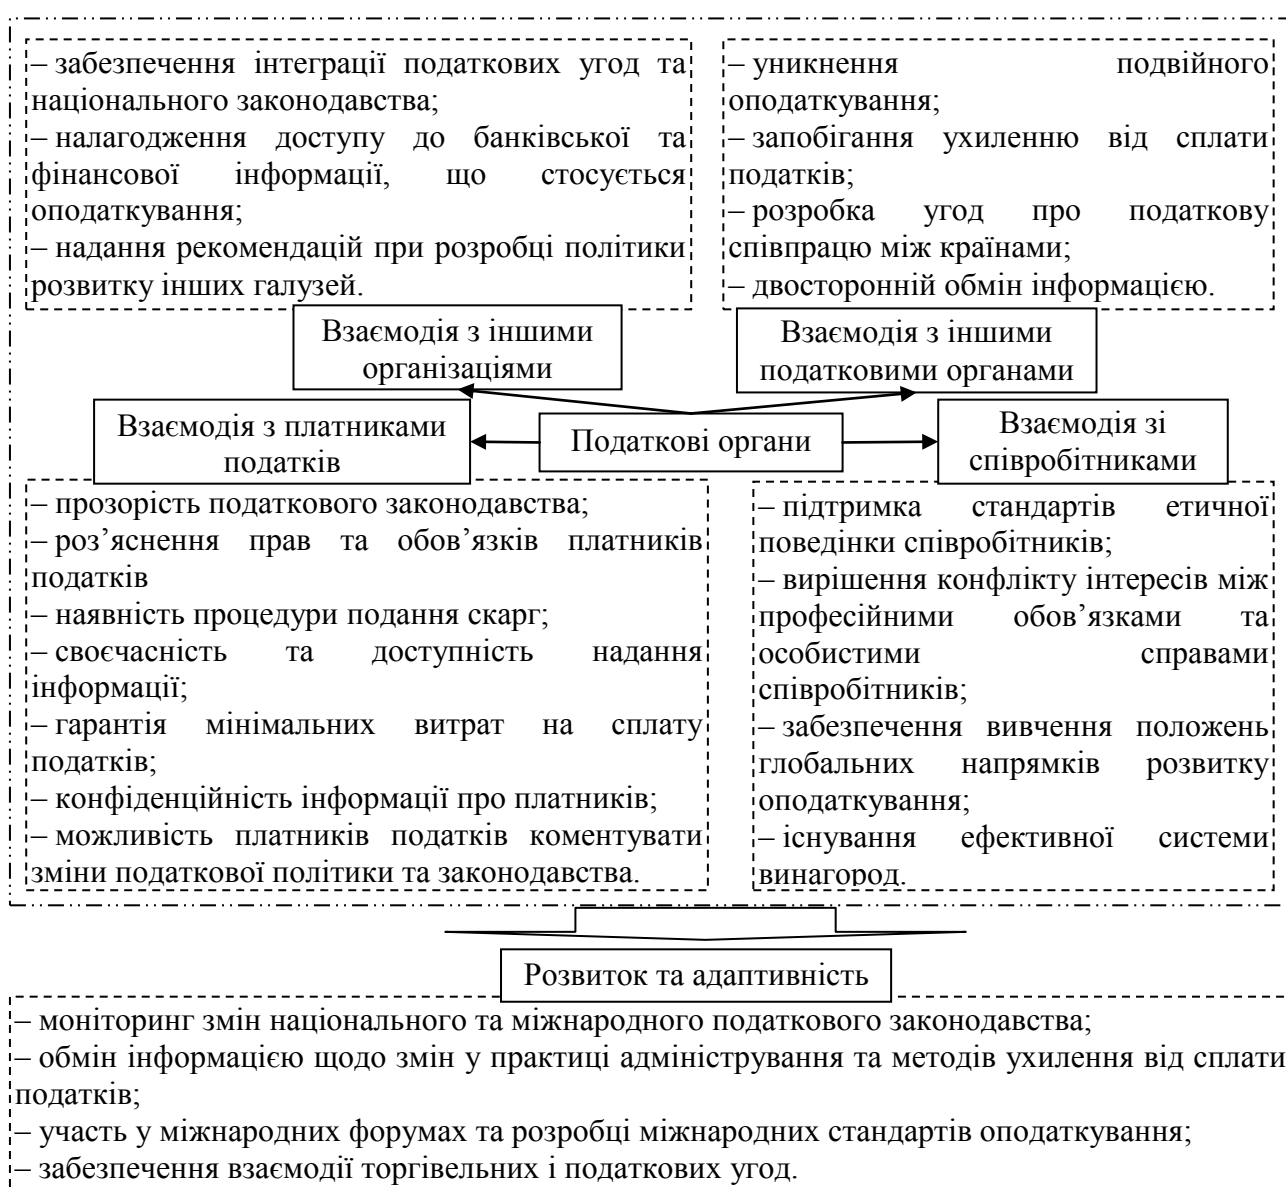 – забезпечення інтеграції податкових угод та
національного законодавства;
– налагодження доступу до банківської та
фінансової інформації, що стосується
оподаткування;
– надання рекомендацій при розробці політики
розвитку інших галузей.
– уникнення подвійного
оподаткування;
– запобігання ухиленню від сплати
податків;
– розробка угод про податкову
співпрацю між країнами;
– двосторонній обмін інформацією.
Взаємодія з іншими
організаціями
Взаємодія з іншими
податковими органами
Взаємодія з платниками
податків
Податкові органи
Взаємодія зі
співробітниками
– прозорість податкового законодавства;
– роз’яснення прав та обов’язків платників
податків
– наявність процедури подання скарг;
– своєчасність та доступність надання
інформації;
– гарантія мінімальних витрат на сплату
податків;
– конфіденційність інформації про платників;
– можливість платників податків коментувати
зміни податкової політики та законодавства.
– підтримка стандартів етичної
поведінки співробітників;
– вирішення конфлікту інтересів між
професійними обов’язками та
особистими справами
співробітників;
– забезпечення вивчення положень
глобальних напрямків розвитку
оподаткування;
– існування ефективної системи
винагород.
Розвиток та адаптивність
– моніторинг змін національного та міжнародного податкового законодавства;
– обмін інформацією щодо змін у практиці адміністрування та методів ухилення від сплати
податків;
– участь у міжнародних форумах та розробці міжнародних стандартів оподаткування;
– забезпечення взаємодії торгівельних і податкових угод.